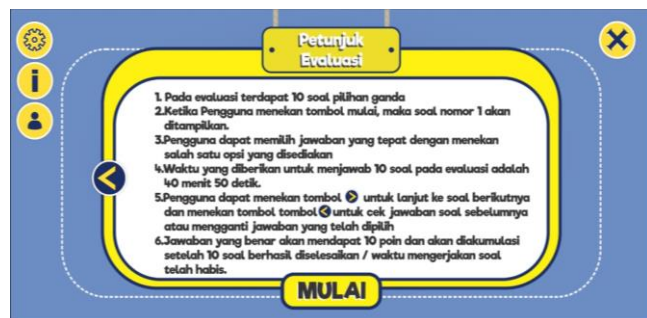 Petunjuk
Evaluasi
1. Pada evaluasi terdapat 10 soal pilihan ganda
2.Ketika Pengguna menekan tombol mulai, maka soal nomor 1 akan
ditampilkan.
3.Pengguna dapat memilih jawaban yang tepat dengan menekan
salah satu opsi yang disediakan
4.Waktu yang diberikan untuk menjawab 10 soal pada evaluasi adalah
40 menit 50 detik.
5.Pengguna dapat menekan tombol > untuk lanjut ke soal berikutnya
dan menekan tombol tombol < untuk cek jawaban soal sebelumnya
atau mengganti jawaban yang telah dipilih
6.Jawaban yang benar akan mendapat 10 poin dan akan diakumulasi
setelah 10 soal berhasil diselesaikan / waktu mengerjakan soal
telah habis.
MULAI